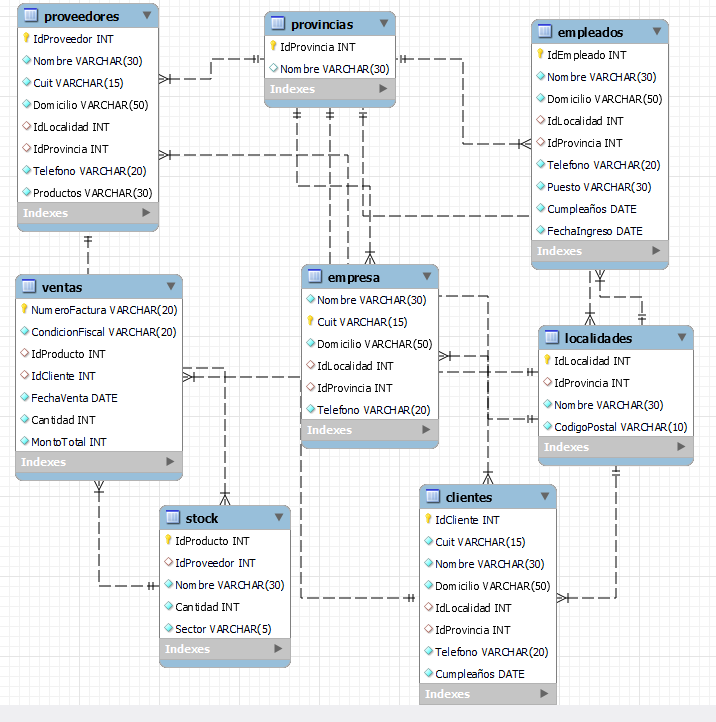 proveedores
IdProveedor INT
Nombre VARCHAR(30)
Cuit VARCHAR(15)
Domicilio VARCHAR(50)
IdLocalidad INT
IdProvincia INT
Telefono VARCHAR(20)
Productos VARCHAR(30)
Indexes
provincias
IdProvincia INT
Nombre VARCHAR(30)
Indexes
empleados
IdEmpleado INT
Nombre VARCHAR(30)
Domicilio VARCHAR(50)
IdLocalidad INT
IdProvincia INT
Telefono VARCHAR(20)
Puesto VARCHAR(30)
Cumpleaños DATE
FechaIngreso DATE
Indexes
ventas
NumeroFactura VARCHAR(20)
CondicionFiscal VARCHAR(20)
IdProducto INT
IdCliente INT
FechaVenta DATE
Cantidad INT
MontoTotal INT
Indexes
empresa
Nombre VARCHAR(30)
Cuit VARCHAR(15)
Domicilio VARCHAR(50)
IdLocalidad INT
IdProvincia INT
Telefono VARCHAR(20)
Indexes
localidades
IdLocalidad INT
IdProvincia INT
Nombre VARCHAR(30)
CodigoPostal VARCHAR(10)
Indexes
stock
IdProducto INT
IdProveedor INT
Nombre VARCHAR(30)
Cantidad INT
Sector VARCHAR(5)
Indexes
clientes
IdCliente INT
Cuit VARCHAR(15)
Nombre VARCHAR(30)
Domicilio VARCHAR(50)
IdLocalidad INT
IdProvincia INT
Telefono VARCHAR(20)
Cumpleaños DATE
Indexes